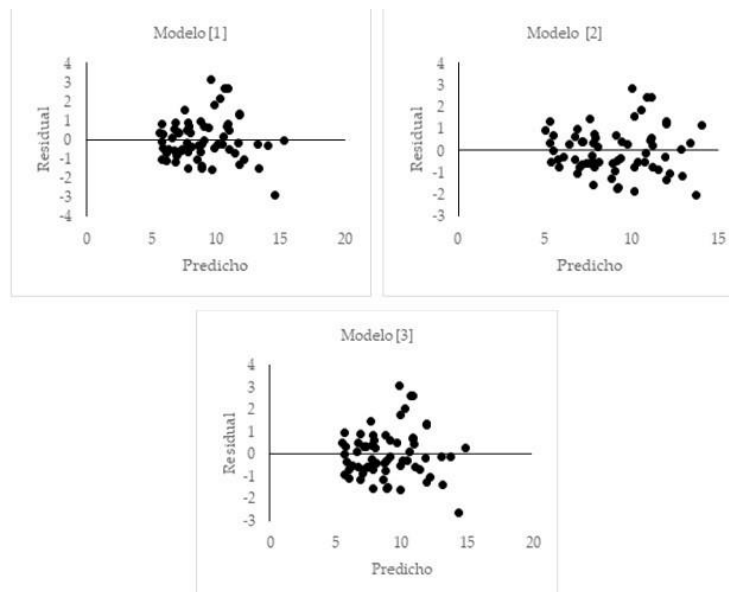 Modelo [1]
Residual
4
3
2
1
0
-1
-2
-3
-4
0 5 10 15 20
Predicho
Modelo [2]
Residual
4
3
2
1
0
-1
-2
-3
0 5 10 15
Predicho
Modelo [3]
Residual
4
3
2
1
0
-1
-2
-3
0 5 10 15 20
Predicho